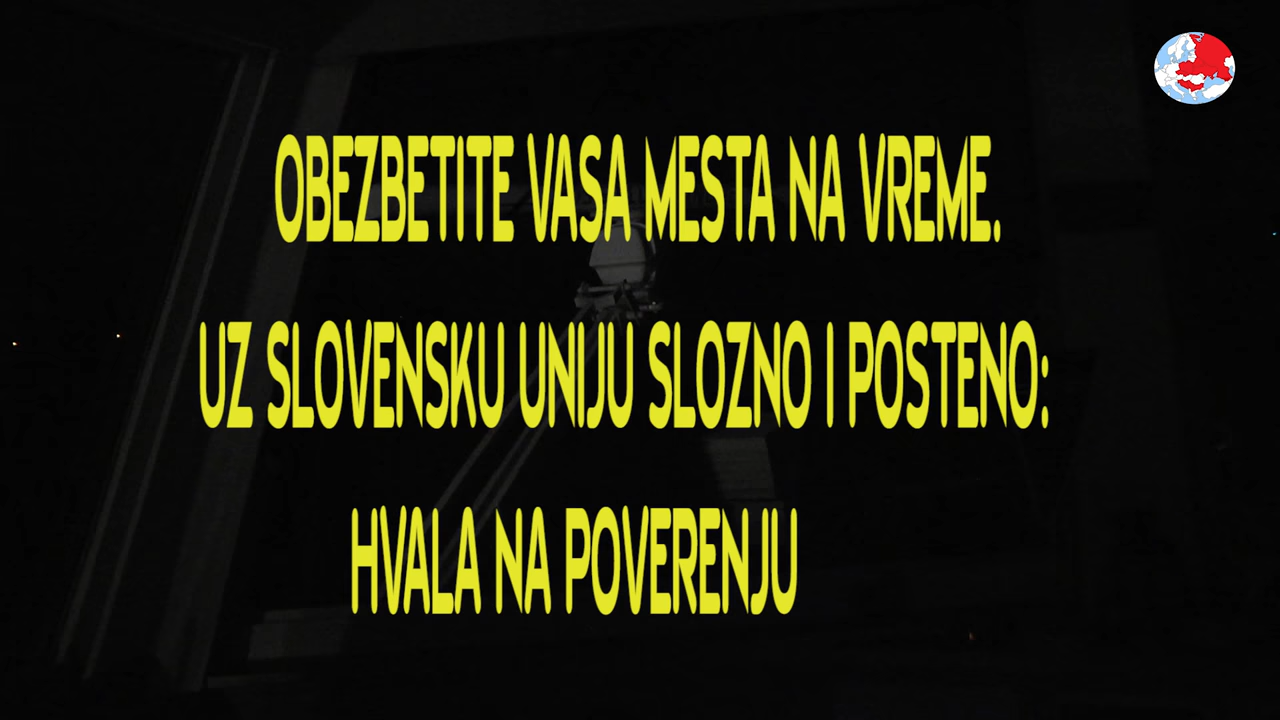 OBEZBETITE VASA MESTA NA VREME.
UZ SLOVENSKU UNIJU SLOZNO I POSTENO:
HVALA NA POVERENJU